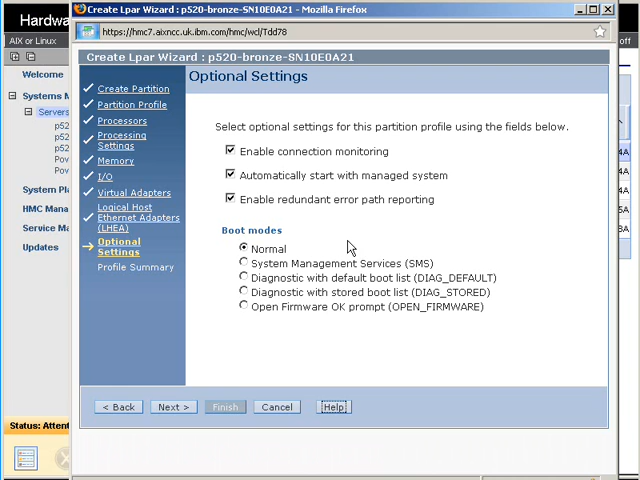 Create Lpar Wizard : p520-bronze-SN10E0A21 - Mozilla Firefox
Hardwa
AIX or Linux
https://hmc7.aixncc.uk.ibm.com/hmc/wcl/Tdd78
Create Lpar Wizard : p520-bronze-SN10E0A21
Welcome
Systems M
Servers
p52
p52
p52
Pov
Pov
System Pla
HMC Mana
Service Ma
Updates
Status: Attent
Create Partition
Partition Profile
Processors
Processing
Settings
Memory
I/O
Virtual Adapters
Logical Host
Ethernet Adapters
(LHEA)
Optional
Settings
Profile Summary
Optional Settings
Select optional settings for this partition profile using the fields below.
Enable connection monitoring
Automatically start with managed system
Enable redundant error path reporting
Boot modes
Normal
System Management Services (SMS)
Diagnostic with default boot list (DIAG_DEFAULT)
Diagnostic with stored boot list (DIAG_STORED)
Open Firmware OK prompt (OPEN_FIRMWARE)
< Back
Next >
Finish
Cancel
Help
4A
4A
1A